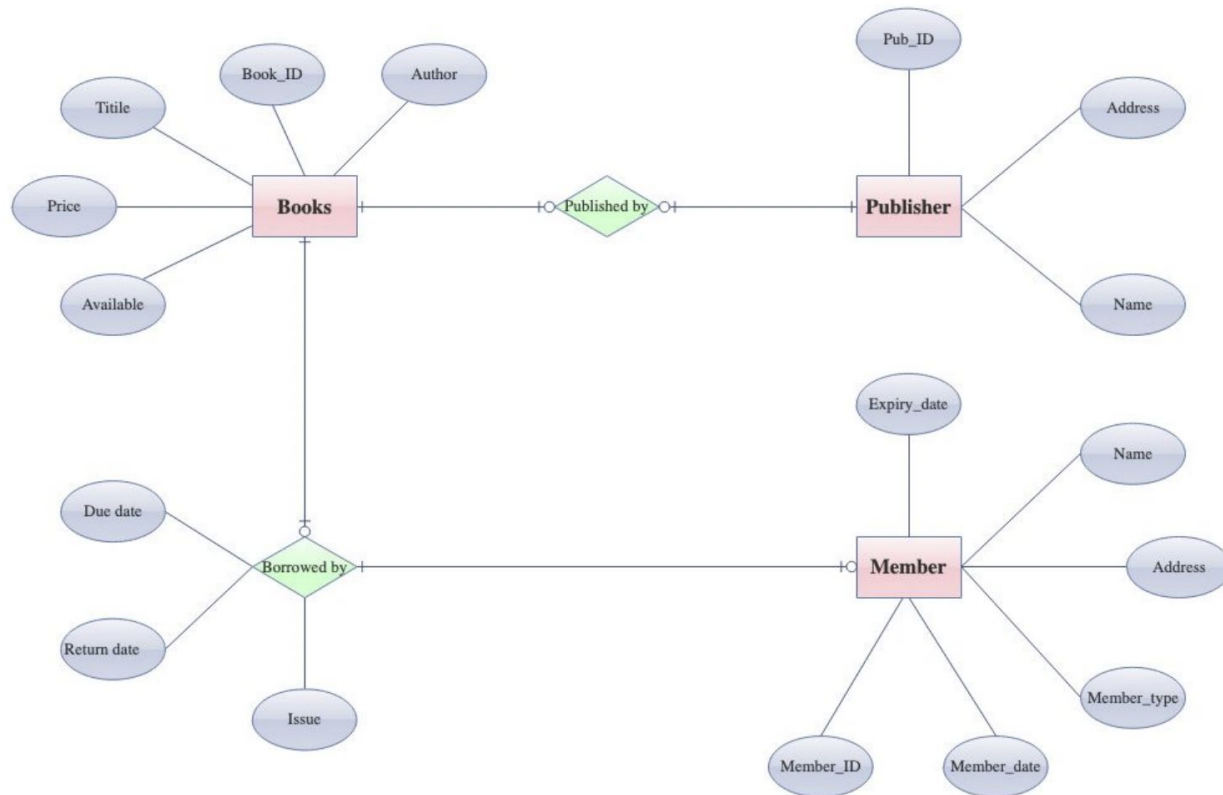 Pub_ID
Book_ID
Author
Titile
Address
Price
Books
Published by
Publisher
Available
Name
Expiry_date
Name
Due date
Borrowed by
Member
Address
Return date
Member_type
Issue
Member_ID
Member_date